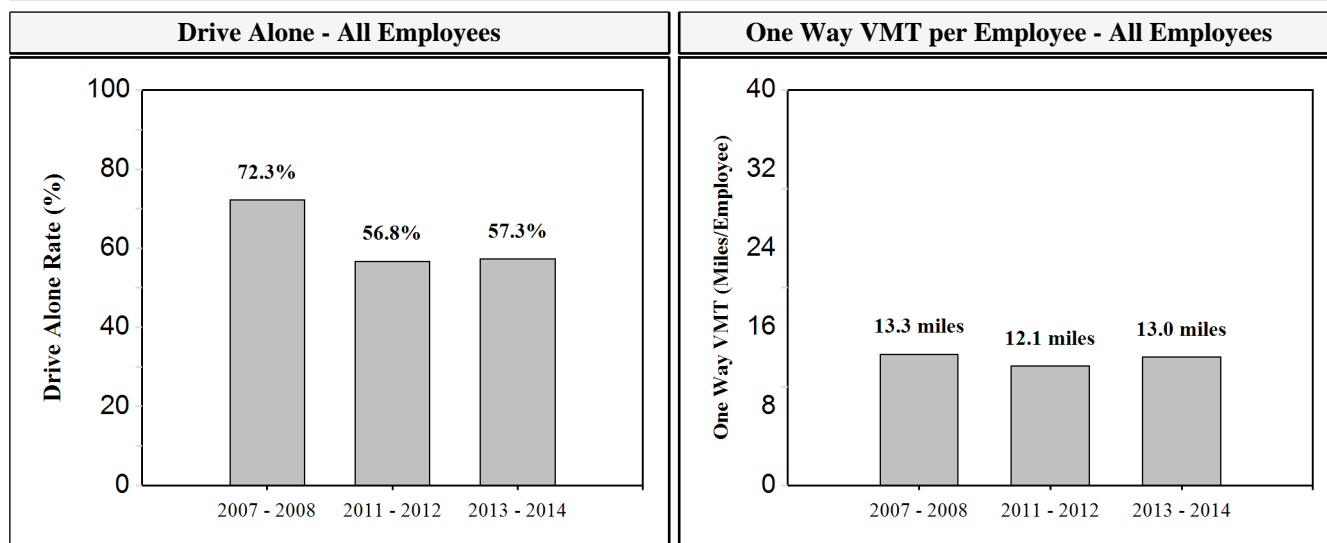 Drive Alone - All Employees
Drive Alone Rate (%)
100
80
60
40
20
0
72.3%
56.8%
57.3%
2007 - 2008
2011 - 2012
2013 - 2014
One Way VMT per Employee - All Employees
One Way VMT (Miles/Employee)
40
32
24
16
8
0
13.3 miles
12.1 miles
13.0 miles
2007 - 2008
2011 - 2012
2013 - 2014